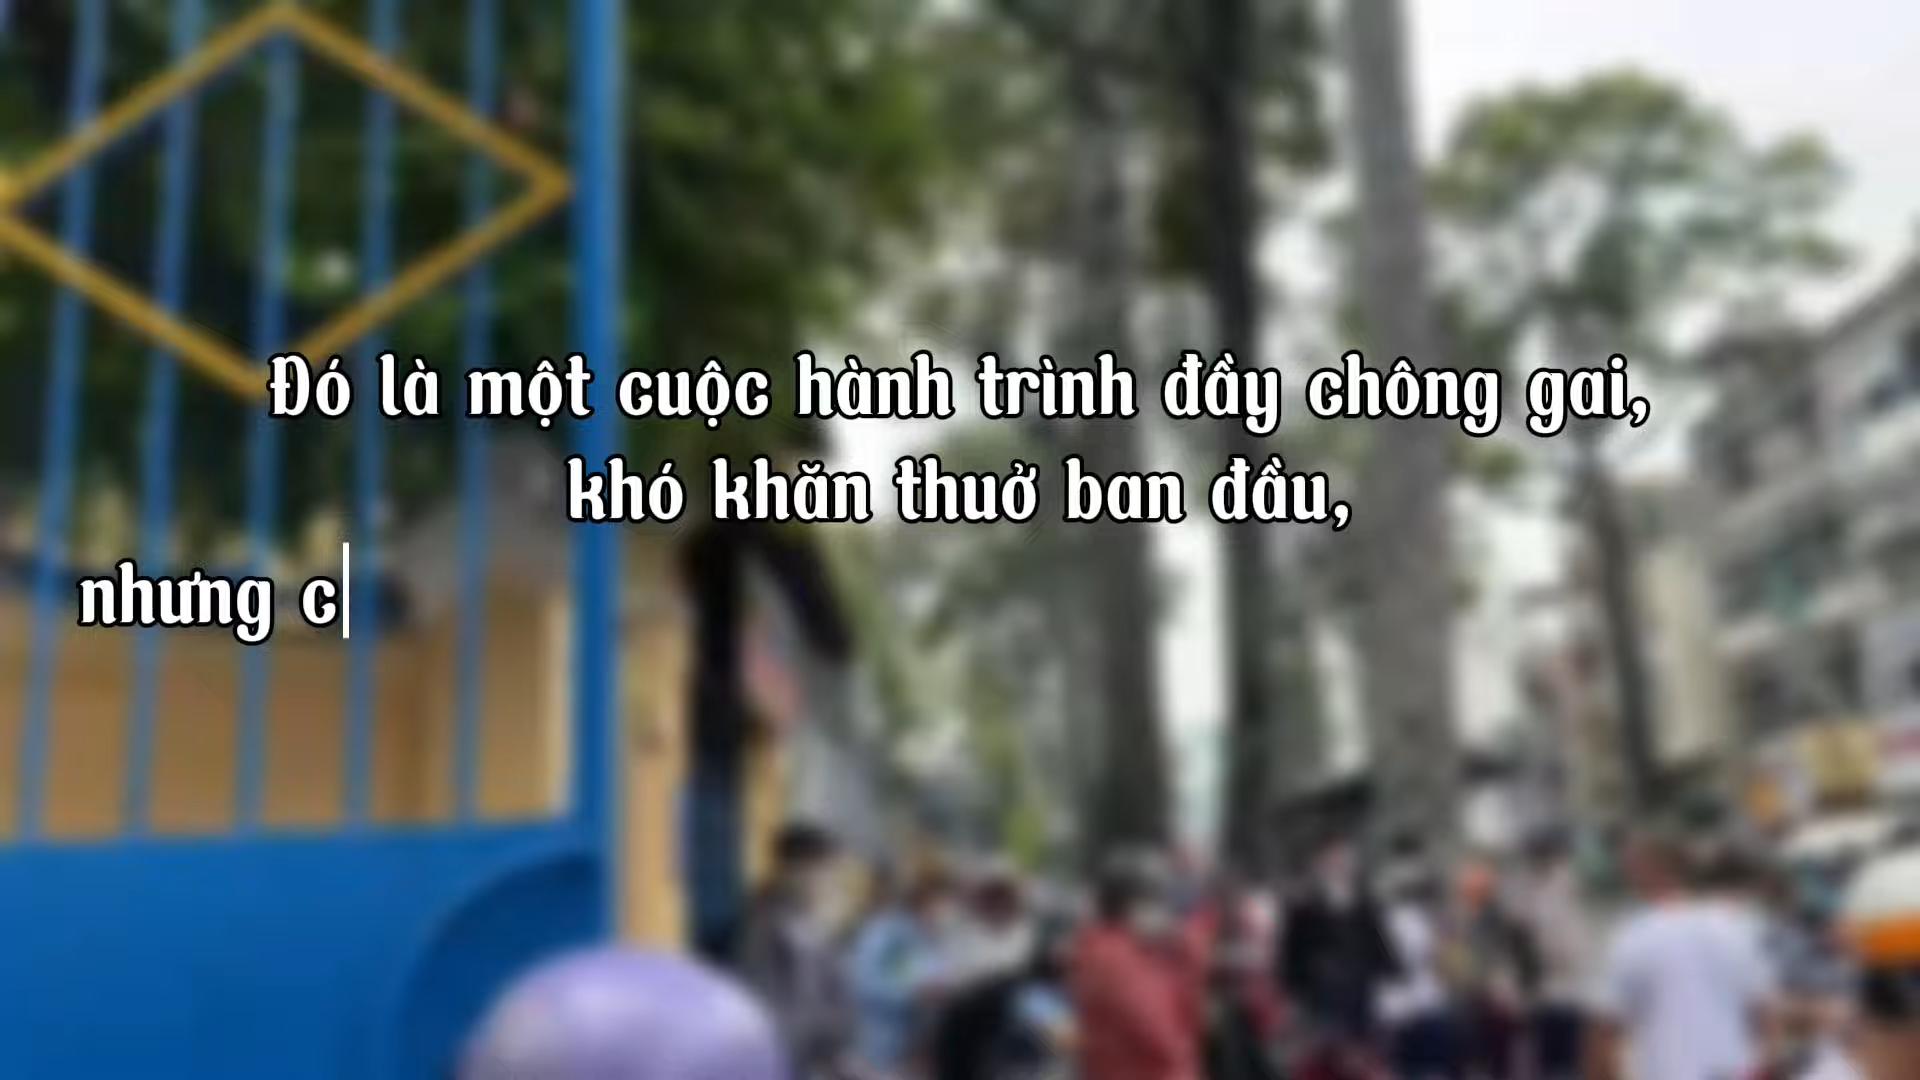 Đó là một cuộc hành trình đầy chông gai,
khó khăn thuở ban đầu,
nhưng c